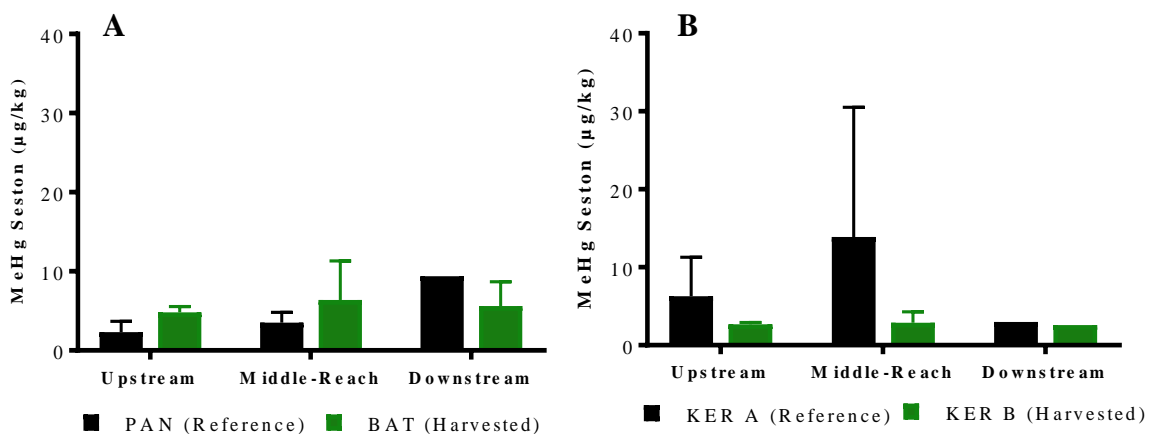 A
MeHg Seston (µg/kg)
40
30
20
10
0
Upstream Middle-Reach Downstream
PAN (Reference) BAT (Harvested)
B
MeHg Seston (µg/kg)
40
30
20
10
0
Upstream Middle-Reach Downstream
KER A (Reference) KER B (Harvested)